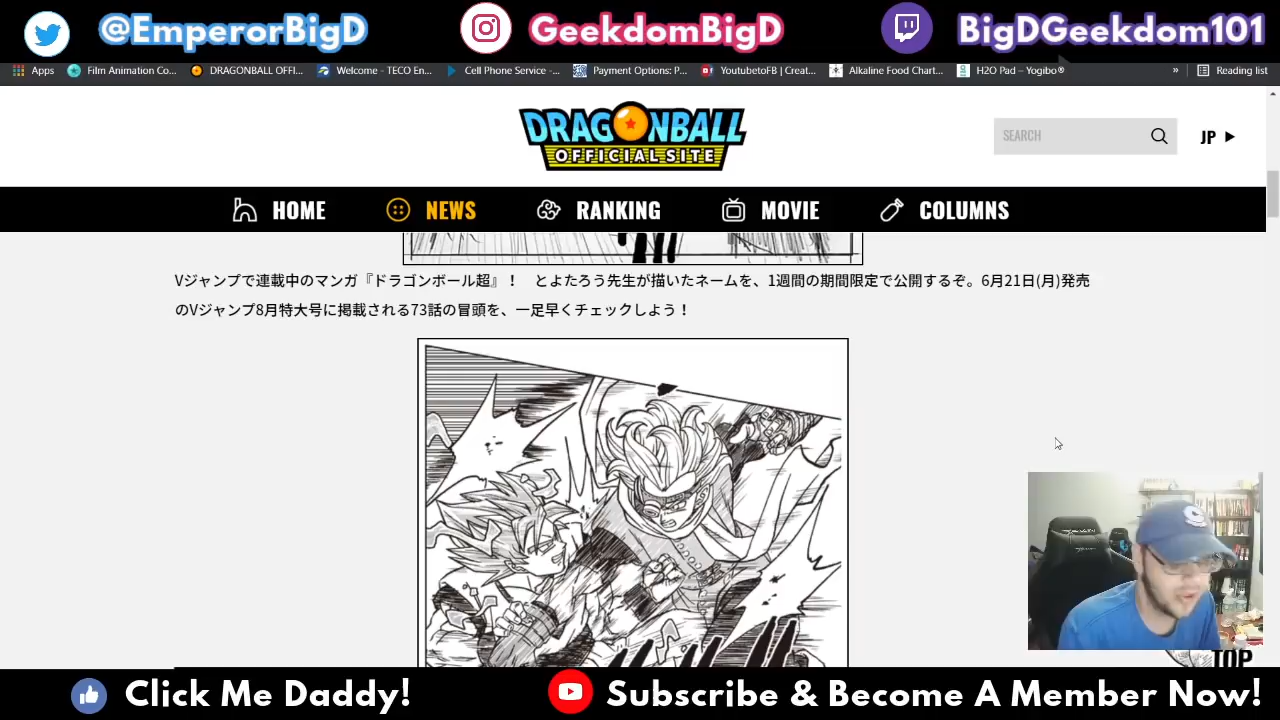 @EmperorBigD
GeekdomBigD
BigDGeekdom101
Apps
Film Animation Co...
DRAGONBALL OFFI...
Welcome - TECO En...
Cell Phone Service -...
Payment Options: P...
YoutubetoFB | Creat...
Alkaline Food Chart...
H2O Pad – Yogibo®
»
Reading list
DRAGONBALL
OFFICIAL SITE
SEARCH
JP
HOME
NEWS
RANKING
MOVIE
COLUMNS
Vジャンプで連載中のマンガ『ドラゴンボール超』！　とよたろう先生が描いたネームを、1週間の期間限定で公開するぞ。6月21日(月)発売
のVジャンプ8月特大号に掲載される73話の冒頭を、一足早くチェックしよう！
TOP
Click Me Daddy!
Subscribe & Become A Member Now!